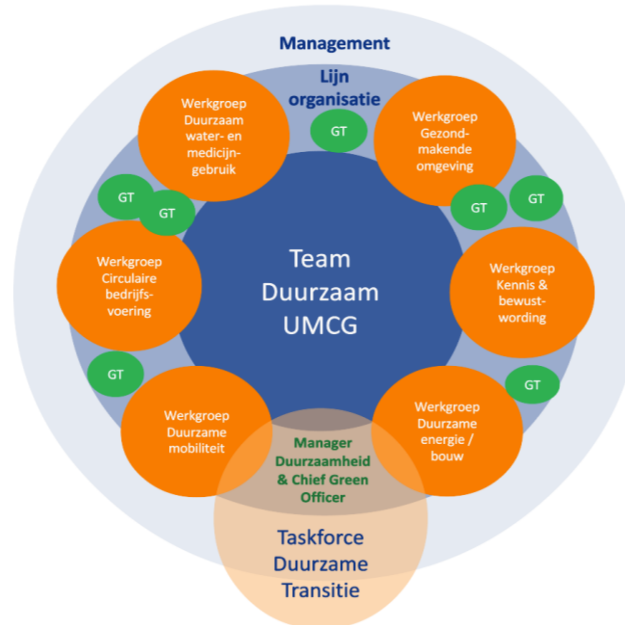 Management
Lijn
organisatie
Werkgroep
Duurzaam
water- en
medicijn-
gebruik
GT
Werkgroep
Gezond-
makende
omgeving
GT
GT
GT
GT
Werkgroep
Circulaire
bedrijfs-
voering
Team
Duurzaam
UMCG
Werkgroep
Kennis &
bewust-
wording
GT
GT
Werkgroep
Duurzame
mobiliteit
Manager
Duurzaamheid
& Chief Green
Officer
Werkgroep
Duurzame
energie /
bouw
Taskforce
Duurzame
Transitie